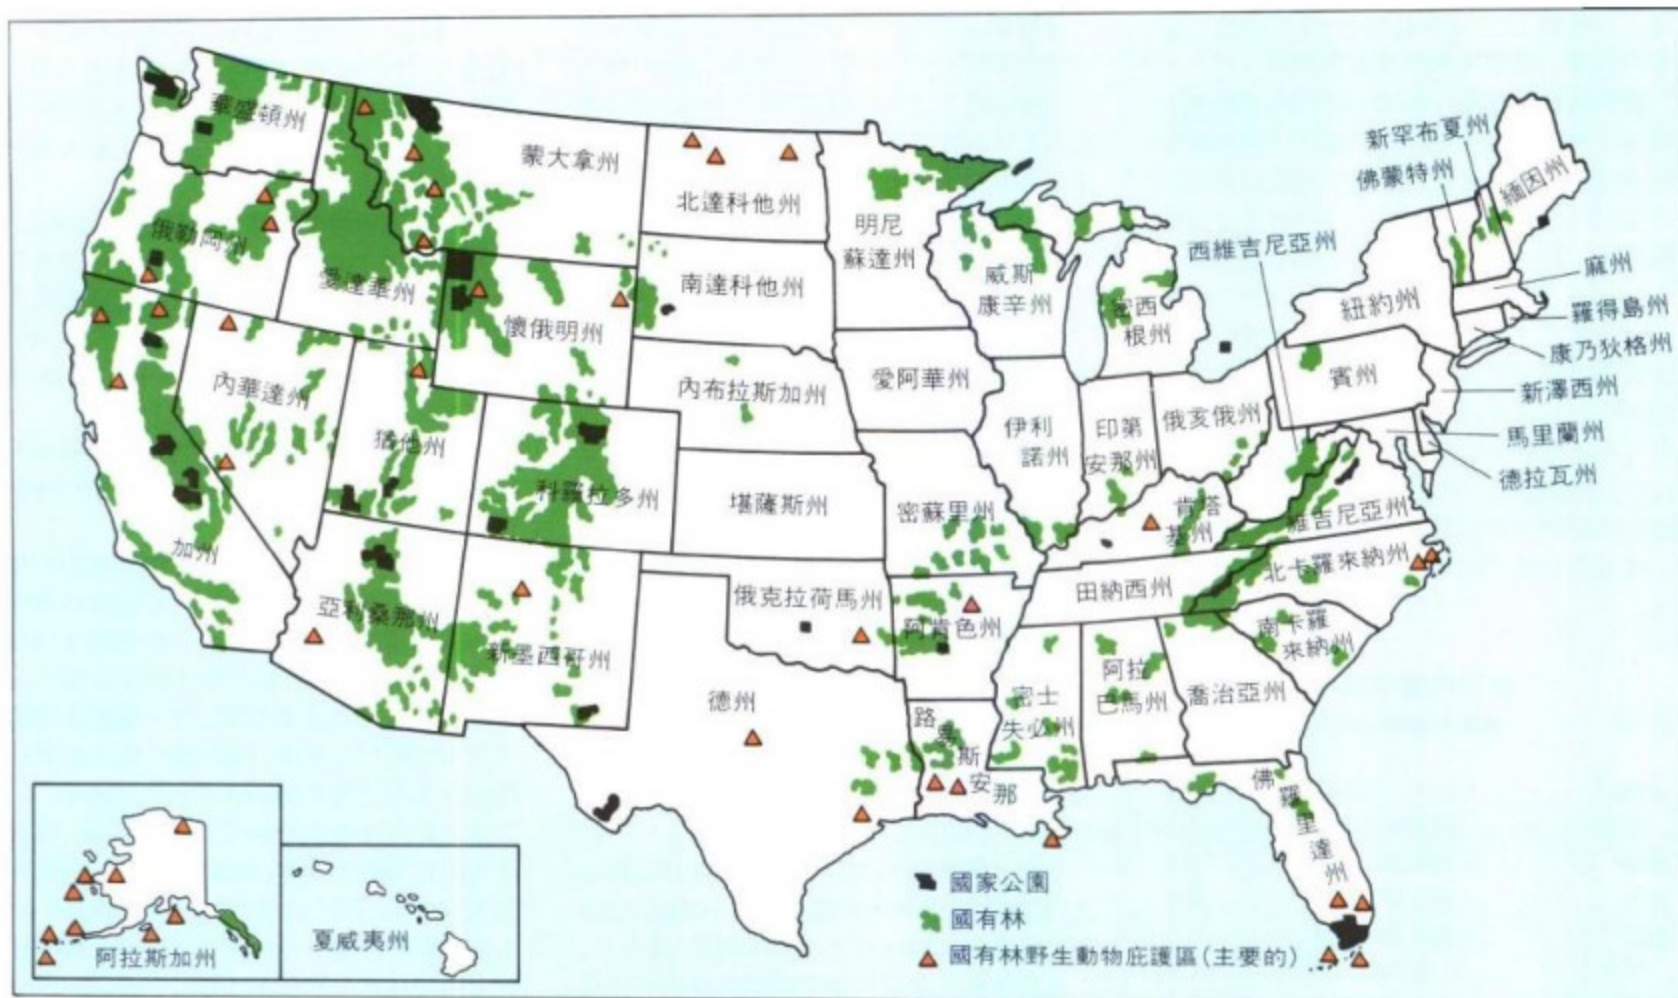 華盛頓州
蒙大拿州
北達科他州
明尼
蘇達州
新罕布夏州
佛蒙特州
緬因州
俄勒岡州
愛達華州
懷俄明州
南達科他州
威斯
康辛州
密西
根州
西維吉尼亞州
紐約州
麻州
羅得島州
康乃狄格州
新澤西州
馬里蘭州
德拉瓦州
內華達州
猶他州
內布拉斯加州
愛阿華州
伊利
諾州
印第
安那州
俄亥俄州
賓州
加州
科羅拉多州
堪薩斯州
密蘇里州
肯塔
基州
維吉尼亞州
亞利桑那州
新墨西哥州
俄克拉荷馬州
阿肯色州
田納西州
北卡羅來納州
南卡羅
來納州
德州
路易斯安那
密士
失必州
阿拉
巴馬州
喬治亞州
佛羅里達州
阿拉斯加州
夏威夷州
國家公園
國有林
國有林野生動物庇護區(主要的)